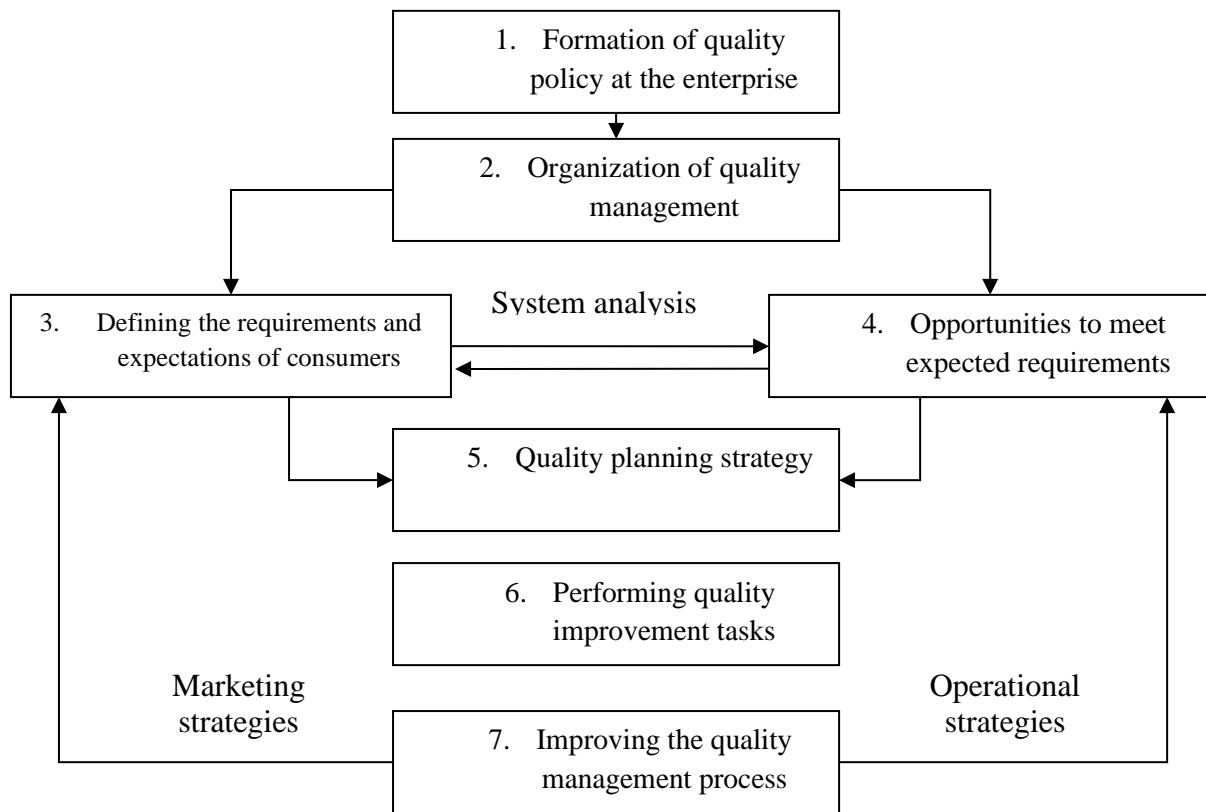 1. Formation of quality
policy at the enterprise
2. Organization of quality
management
System analysis
3. Defining the requirements and
expectations of consumers
4. Opportunities to meet
expected requirements
5. Quality planning strategy
6. Performing quality
improvement tasks
Marketing
strategies
Operational
strategies
7. Improving the quality
management process